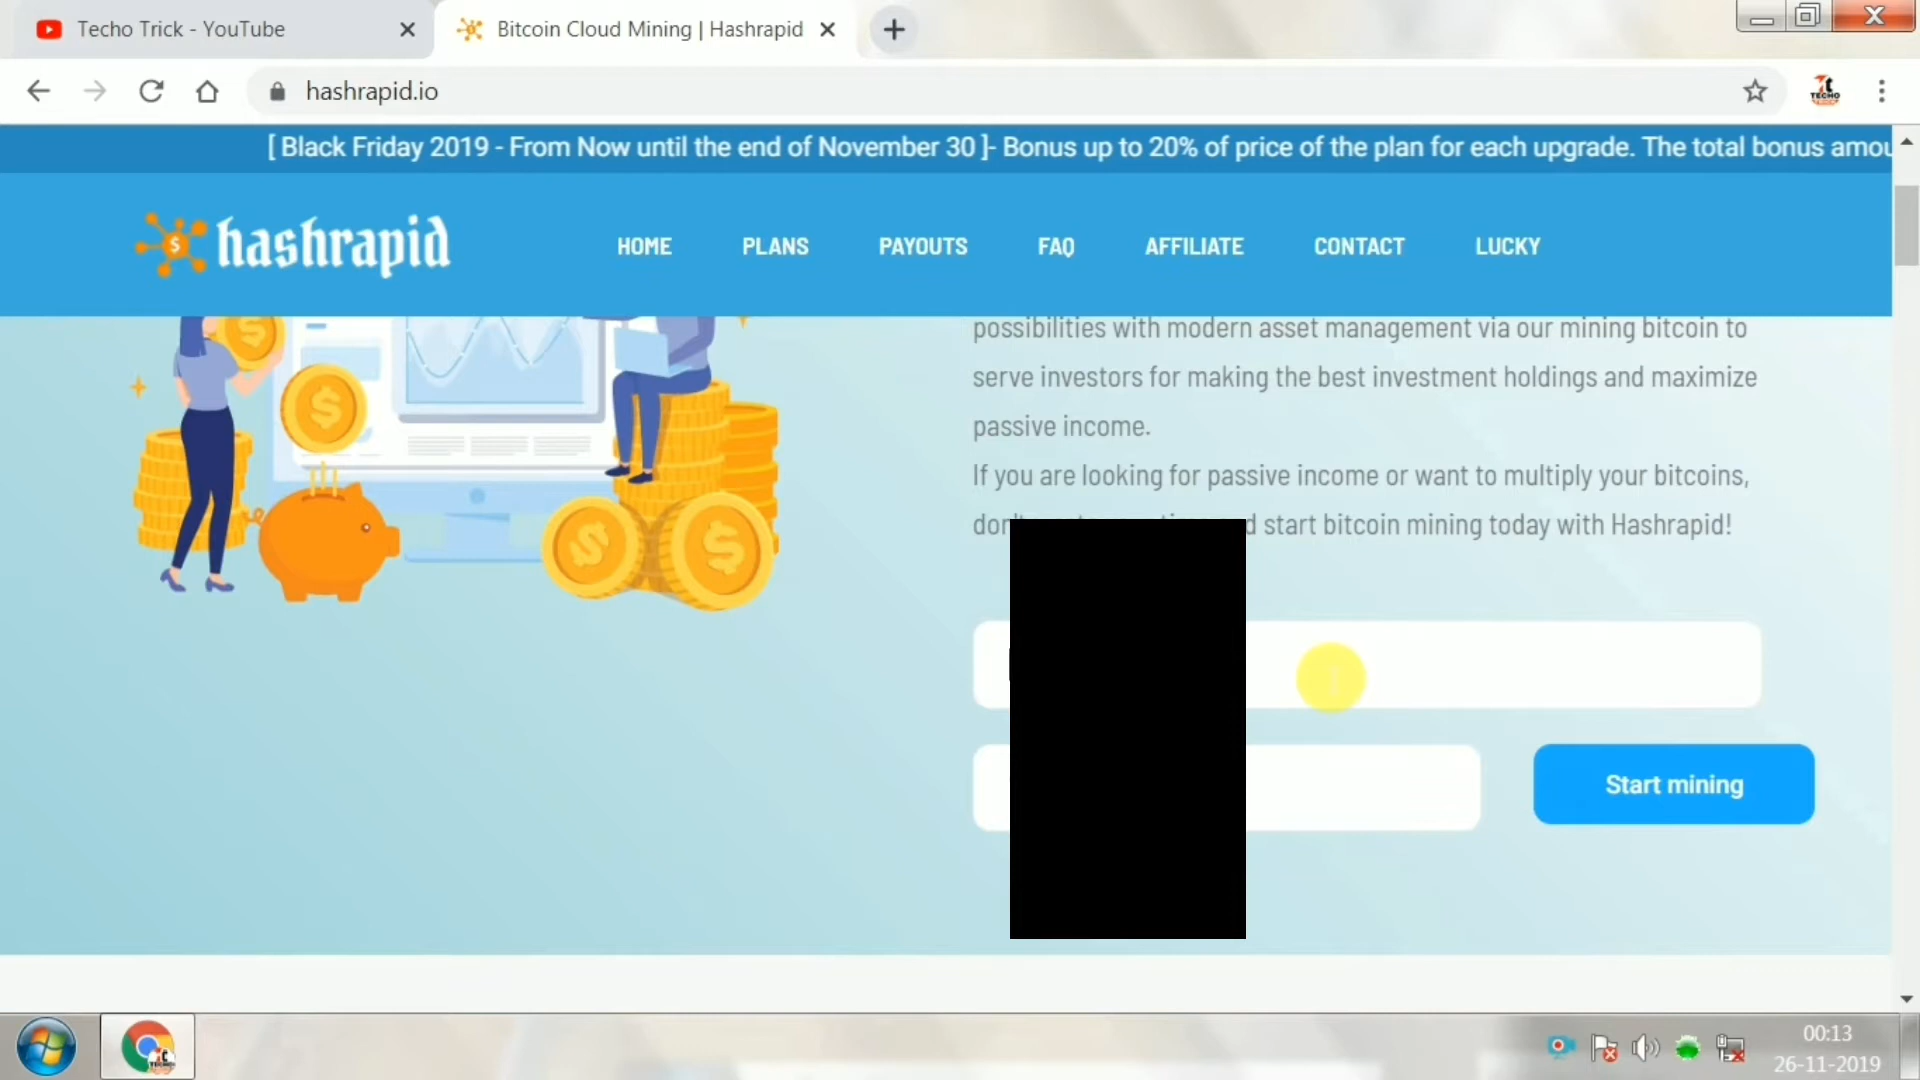 Techo Trick - YouTube
Bitcoin Cloud Mining | Hashrapid
hashrapid.io
TECHO
[ Black Friday 2019 - From Now until the end of November 30 ]- Bonus up to 20% of price of the plan for each upgrade. The total bonus amou
hashrapid
HOME PLANS PAYOUTS FAQ AFFILIATE CONTACT LUCKY
possibilities with modern asset management via our mining bitcoin to
serve investors for making the best investment holdings and maximize
passive income.
If you are looking for passive income or want to multiply your bitcoins,
start bitcoin mining today with Hashrapid!
Start mining
00:13
26-11-2019